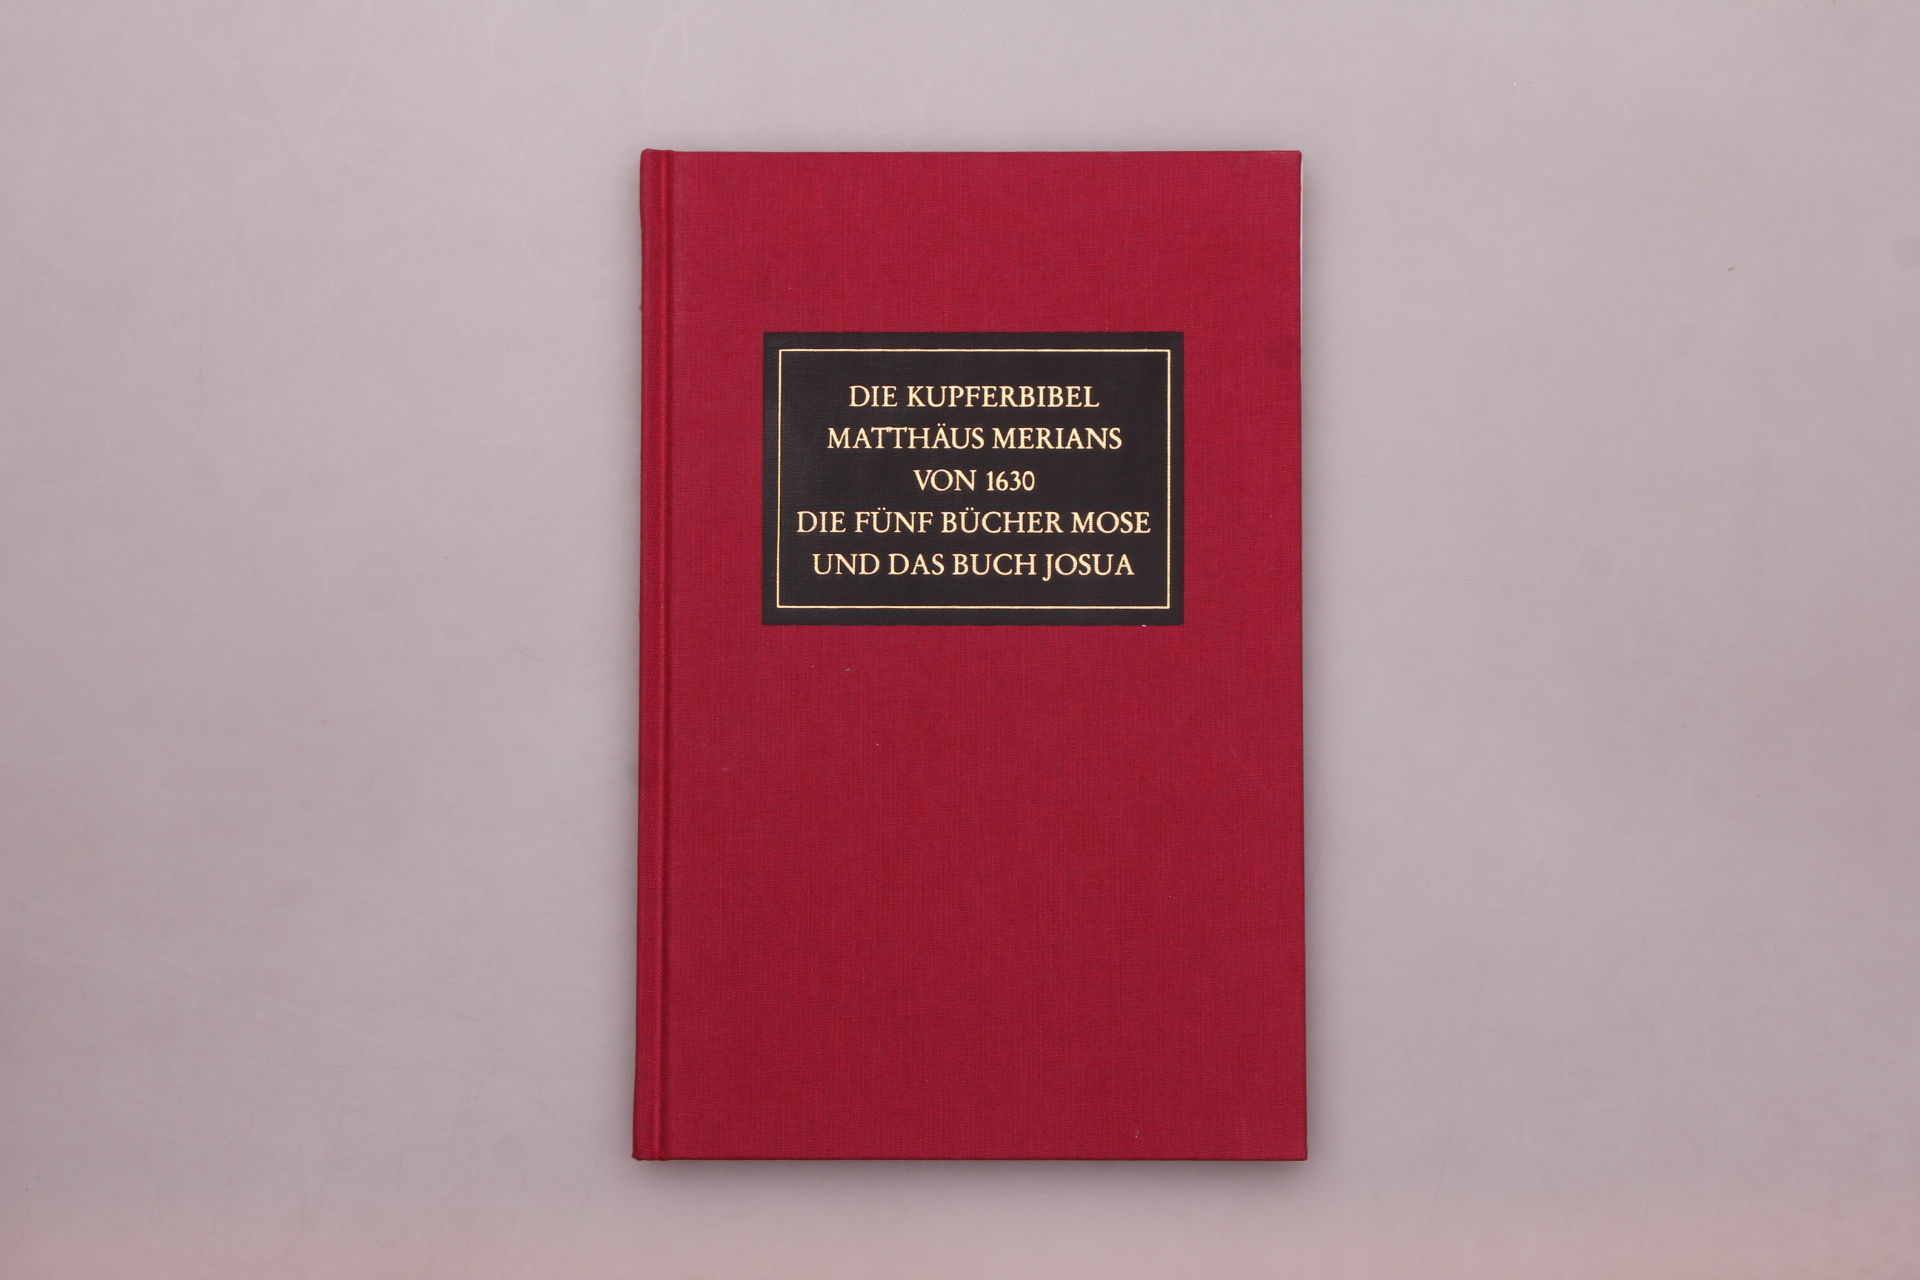 DIE KUPFERBIBEL
MATTHÄUS MERIANS
VON 1630
DIE FÜNF BÜCHER MOSE
UND DAS BUCH JOSUA